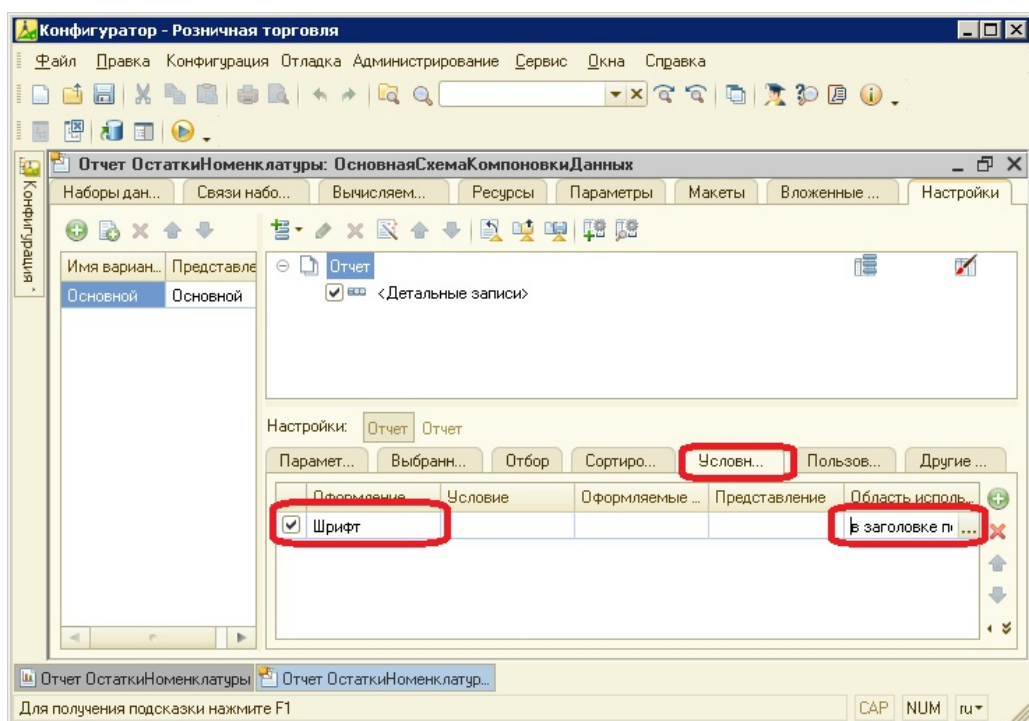 Конфигуратор - Розничная торговля
Файл Правка Конфигурация Отладка Администрирование Сервис Окна Справка
Конфигурация
Отчет ОстаткиНоменклатуры: ОсновнаяСхемаКомпоновкиДанных
Наборы дан... Связи набо... Вычисляем... Ресурсы Параметры Макеты Вложенные ... Настройки
Имя вариан... Представле
Основной Основной
Отчет
<Детальные записи>
Настройки: Отчет Отчет
Парамет... Выбранн... Отбор Сортиро... Условн... Пользов... Другие ...
Оформление Условие Оформляемые ... Представление Область исполь...
Шрифт в заголовке п ...
Отчет ОстаткиНоменклатуры Отчет ОстаткиНоменклатур...
Для получения подсказки нажмите F1 CAP NUM ru